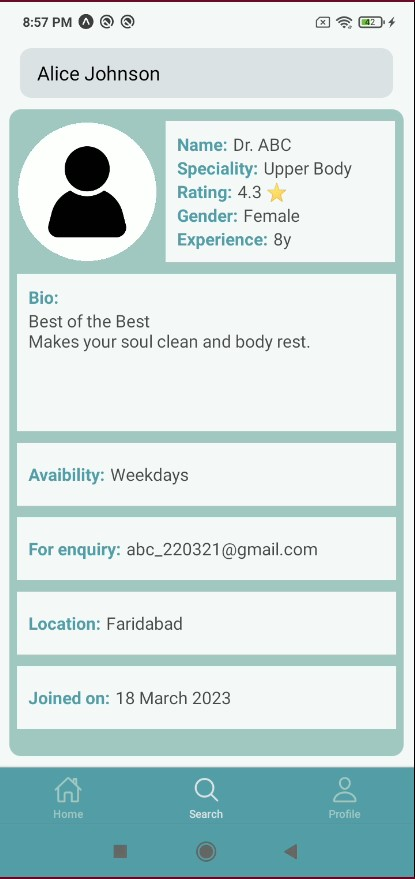 8:57 PM
42
Alice Johnson
Name: Dr. ABC
Speciality: Upper Body
Rating: 4.3 ⭐
Gender: Female
Experience: 8y
Bio:
Best of the Best
Makes your soul clean and body rest.
Avaibility: Weekdays
For enquiry: abc_220321@gmail.com
Location: Faridabad
Joined on: 18 March 2023
Home Search Profile